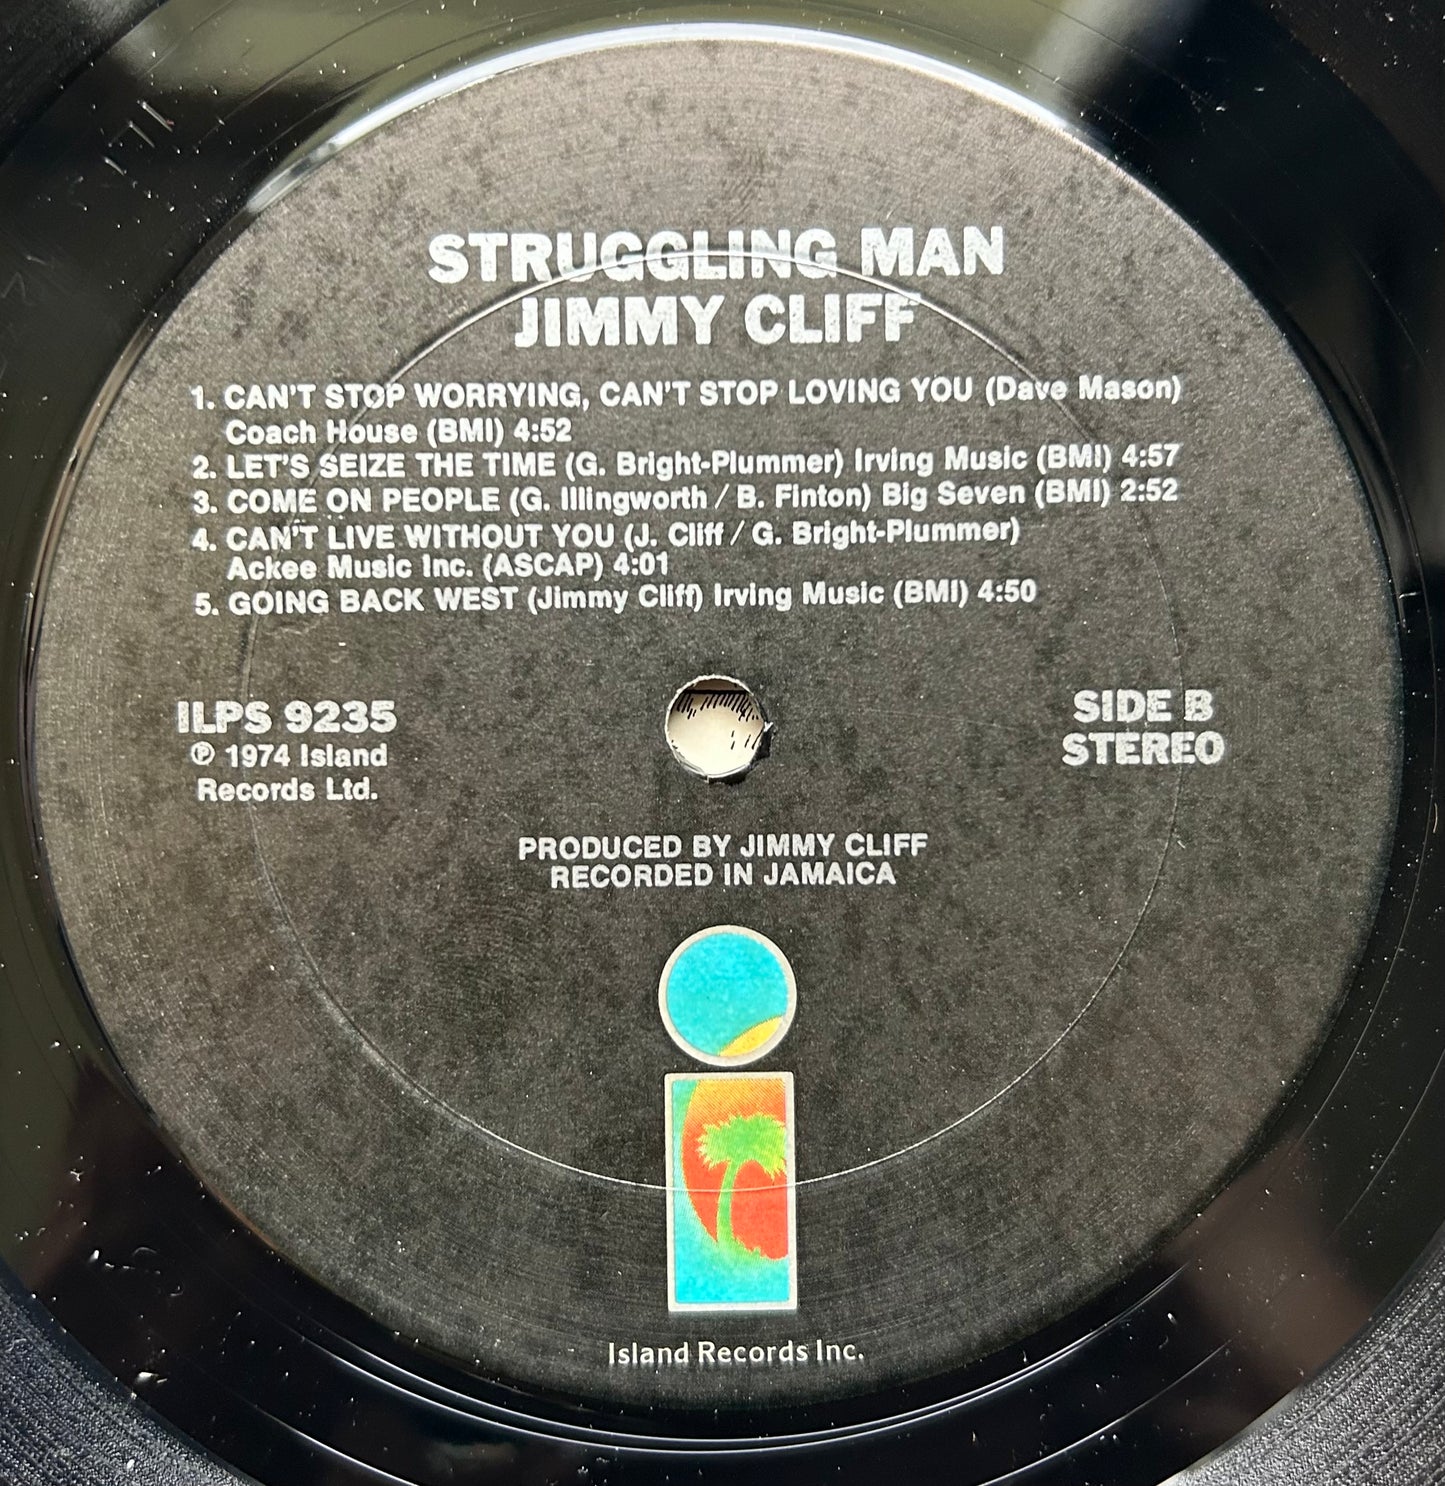 STRUGGLING MAN
JIMMY CLIFF
1. CAN'T STOP WORRYING, CAN'T STOP LOVING YOU (Dave Mason)
Coach House (BMI) 4:52
2. LET'S SEIZE THE TIME (G. Bright-Plummer) Irving Music (BMI) 4:57
3. COME ON PEOPLE (G. Illingworth / B. Finton) Big Seven (BMI) 2:52
4. CAN'T LIVE WITHOUT YOU (J. Cliff / G. Bright-Plummer)
Ackee Music Inc. (ASCAP) 4:01
5. GOING BACK WEST (Jimmy Cliff) Irving Music (BMI) 4:50
ILPS 9235
℗ 1974 Island
Records Ltd.
SIDE B
STEREO
PRODUCED BY JIMMY CLIFF
RECORDED IN JAMAICA
Island Records Inc.